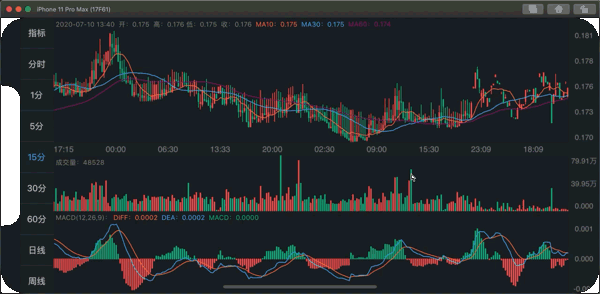 iPhone 11 Pro Max (17F61)
指标
2020-07-10 13:40 开: 0.175 高: 0.176 低: 0.175 收: 0.176 MA10: 0.175 MA30: 0.175 MA60: 0.174
0.181
分时
0.178
0.176
1分
0.173
5分
0.170
17:15 00:00 06:30 13:33 20:00 02:30 09:00 15:30 23:09 18:09
15分
成交量: 48528
79.91万
30分
39.95万
0.000
60分
MACD(12,26,9): DIFF: 0.0002 DEA: 0.0002 MACD: 0.0000
0.001
日线
0.000
周线